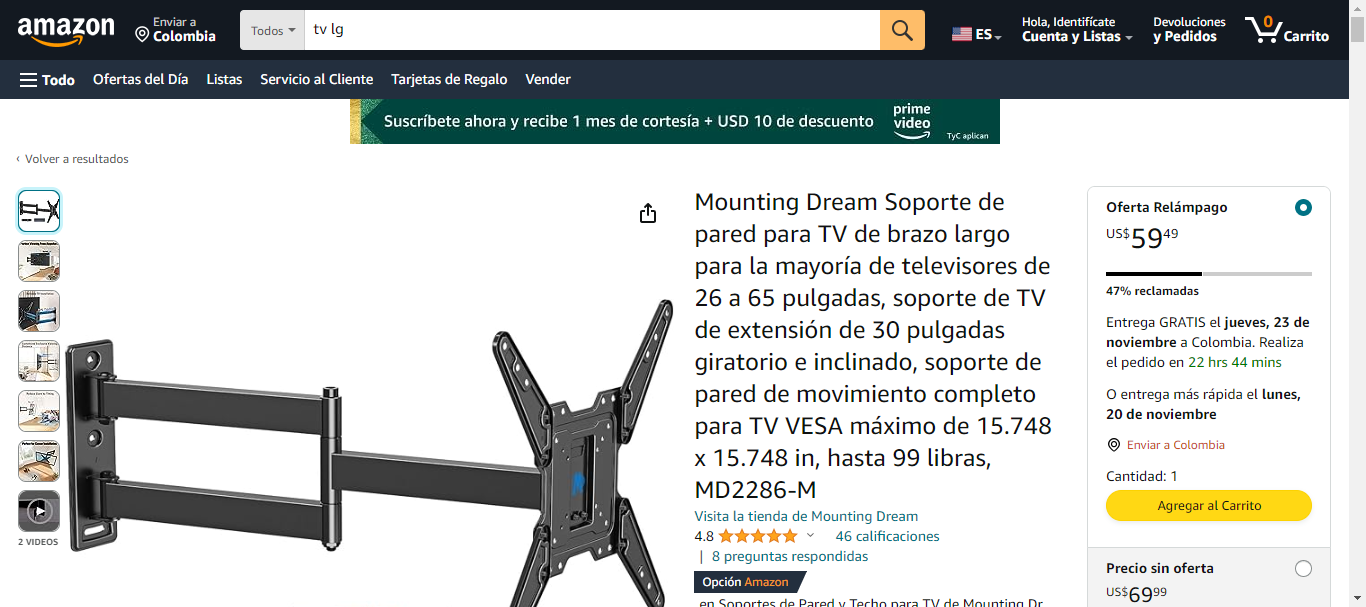 amazon
Enviar a
Colombia
Todos
tv lg
ES
Hola, Identifícate
Cuenta y Listas
Devoluciones
y Pedidos
0
Carrito
Todo
Ofertas del Día
Listas
Servicio al Cliente
Tarjetas de Regalo
Vender
Suscríbete ahora y recibe 1 mes de cortesía + USD 10 de descuento
prime
video
TyC aplican
‹ Volver a resultados
2 VIDEOS
Mounting Dream Soporte de
pared para TV de brazo largo
para la mayoría de televisores de
26 a 65 pulgadas, soporte de TV
de extensión de 30 pulgadas
giratorio e inclinado, soporte de
pared de movimiento completo
para TV VESA máximo de 15.748
x 15.748 in, hasta 99 libras,
MD2286-M
Visita la tienda de Mounting Dream
4.8
46 calificaciones
| 8 preguntas respondidas
Opción Amazon
en Soportes de Pared y Techo para TV de Mounting Dr
Oferta Relámpago
US$5949
47% reclamadas
Entrega GRATIS el jueves, 23 de
noviembre a Colombia. Realiza
el pedido en 22 hrs 44 mins
O entrega más rápida el lunes,
20 de noviembre
Enviar a Colombia
Cantidad: 1
Agregar al Carrito
Precio sin oferta
US$6999